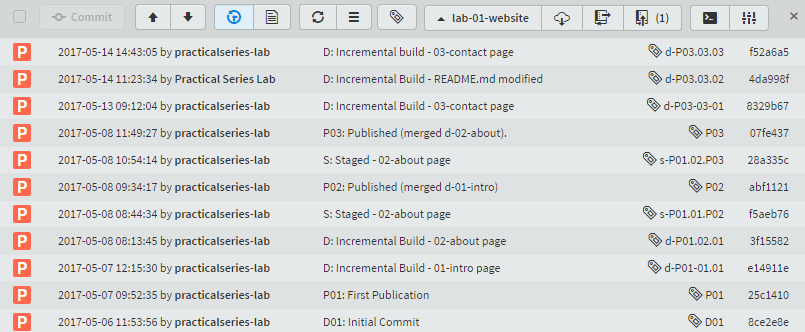 Commit lab-01-website (1)
P 2017-05-14 14:43:05 by practicalseries-lab D: Incremental build - 03-contact page d-P03.03.03 f52a6a5
P 2017-05-14 11:23:34 by Practical Series Lab D: Incremental Build - README.md modified d-P03.03.02 4da998f
P 2017-05-13 09:12:04 by practicalseries-lab D: Incremental Build - 03-contact page d-P03-03-01 8329b67
P 2017-05-08 11:49:27 by practicalseries-lab P03: Published (merged d-02-about). P03 07fe437
P 2017-05-08 10:54:14 by practicalseries-lab S: Staged - 02-about page s-P01.02.P03 28a335c
P 2017-05-08 09:34:17 by practicalseries-lab P02: Published (merged d-01-intro) P02 abf1121
P 2017-05-08 08:44:34 by practicalseries-lab S: Staged - 02-about page s-P01.01.P02 f5aeb76
P 2017-05-08 08:13:45 by practicalseries-lab D: Incremental Build - 02-about page d-P01.02.01 3f15582
P 2017-05-07 12:15:30 by practicalseries-lab D: Incremental Build - 01-intro page d-P01-01.01 e14911e
P 2017-05-07 09:52:35 by practicalseries-lab P01: First Publication P01 25c1410
P 2017-05-06 11:53:56 by practicalseries-lab D01: Initial Commit D01 8ce2e8e